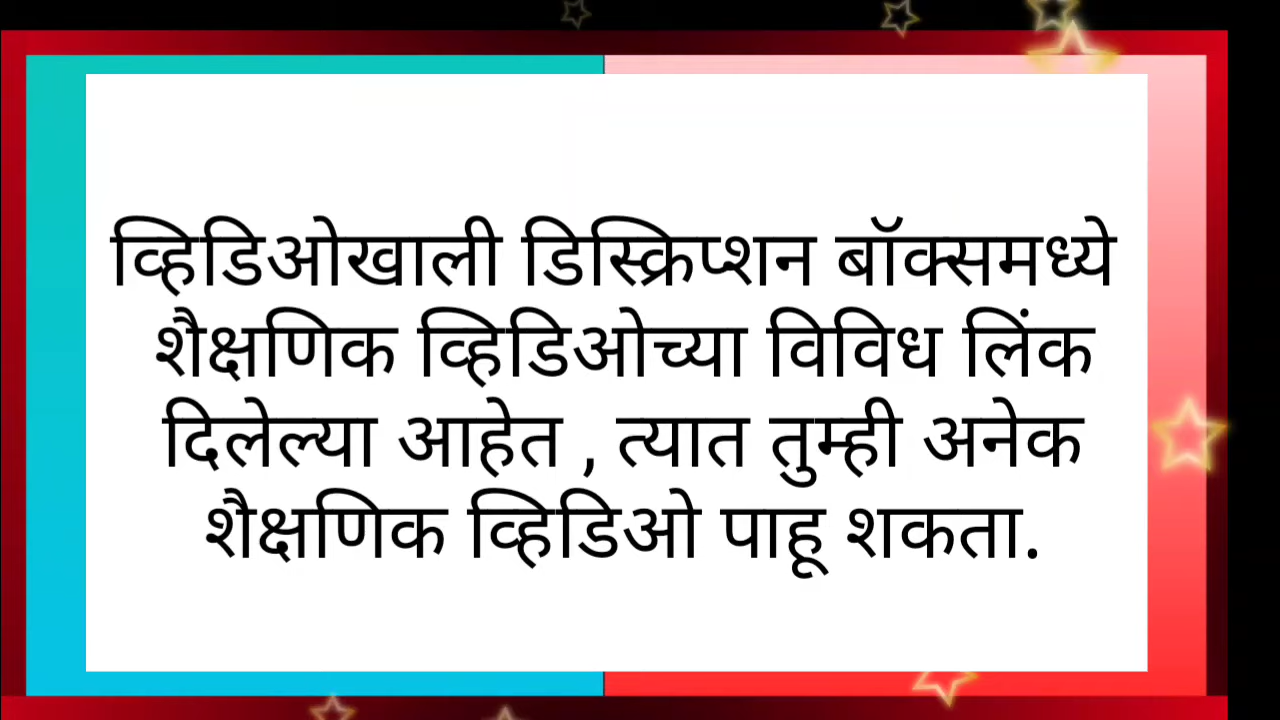 व्हिडिओखाली डिस्क्रिप्शन बॉक्समध्ये
शैक्षणिक व्हिडिओच्या विविध लिंक
दिलेल्या आहेत , त्यात तुम्ही अनेक
शैक्षणिक व्हिडिओ पाहू शकता.